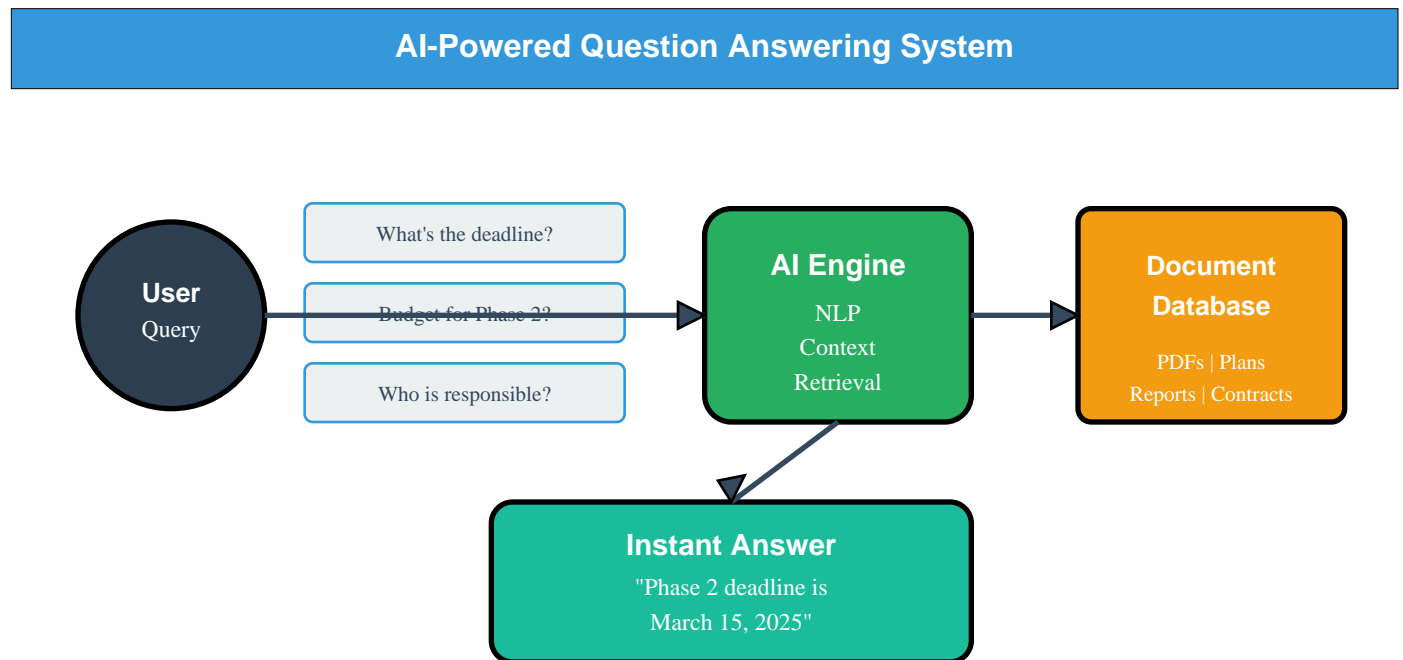 AI-Powered Question Answering System
User
Query
What's the deadline?
Budget for Phase 2?
Who is responsible?
AI Engine
NLP
Context
Retrieval
Document
Database
PDFs | Plans
Reports | Contracts
Instant Answer
"Phase 2 deadline is
March 15, 2025"